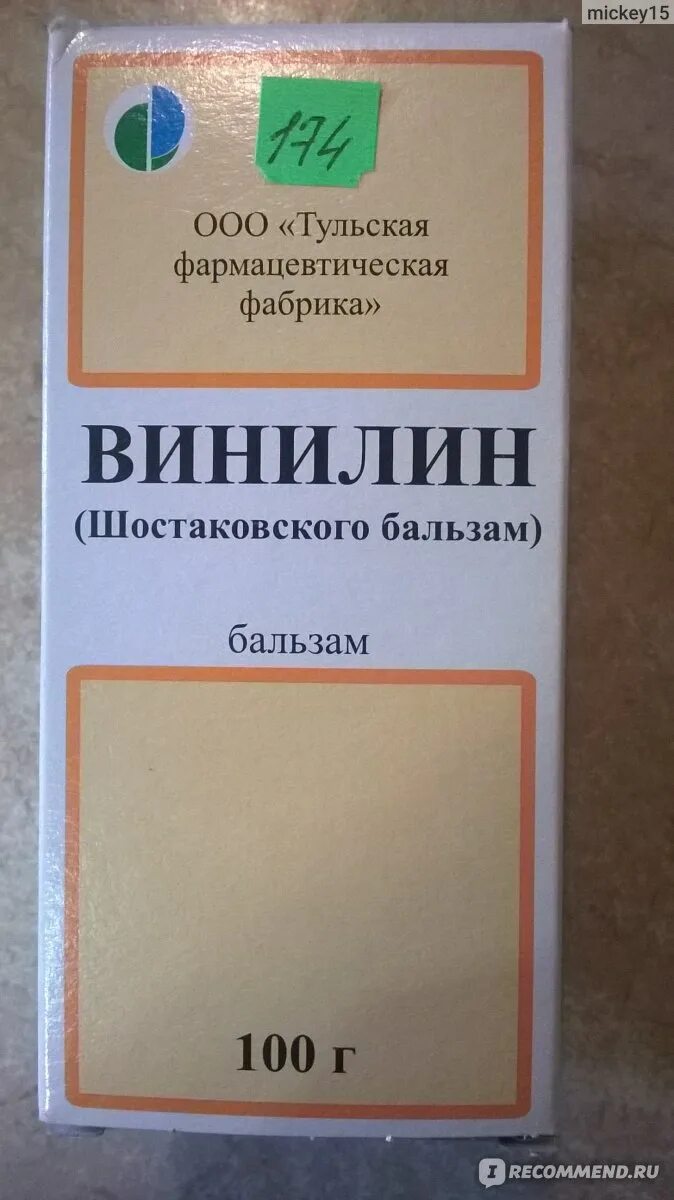 mickey15
174
ООО «Тульская
фармацевтическая
фабрика»
ВИНИЛИН
(Шостаковского бальзам)
бальзам
100 г
I RECOMMEND.RU